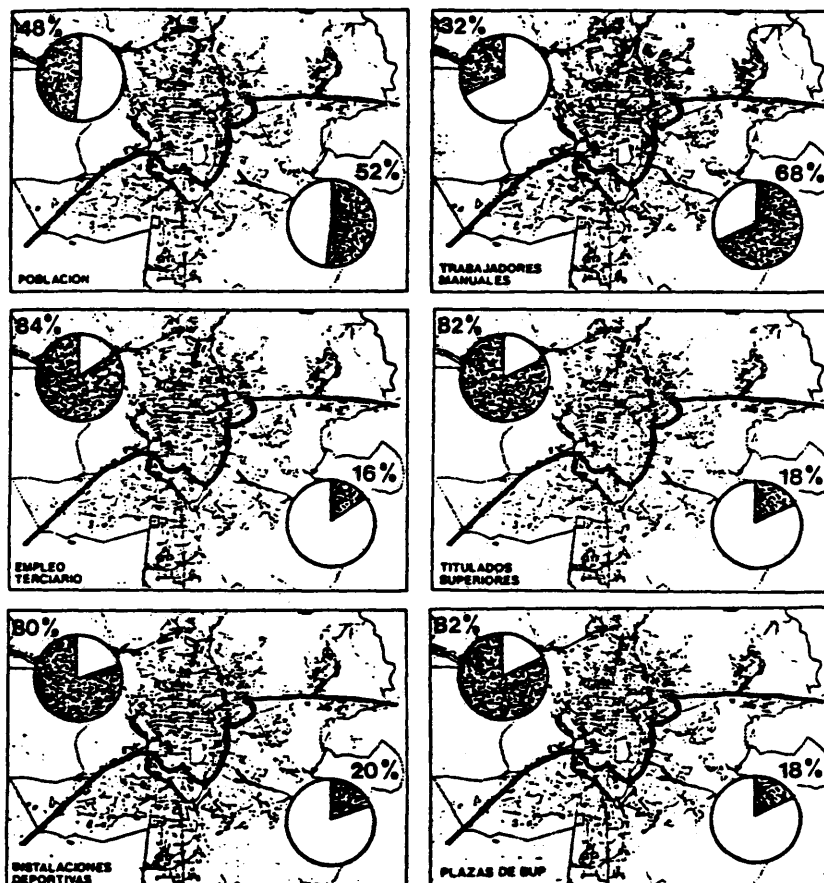 48%
52%
POBLACION
32%
68%
TRABAJADORES
MANUALES
84%
16%
EMPLEO
TERCIARIO
82%
18%
TITULADOS
SUPERIORES
80%
20%
INSTALACIONES
DEPORTIVAS
82%
18%
PLAZAS DE BUP